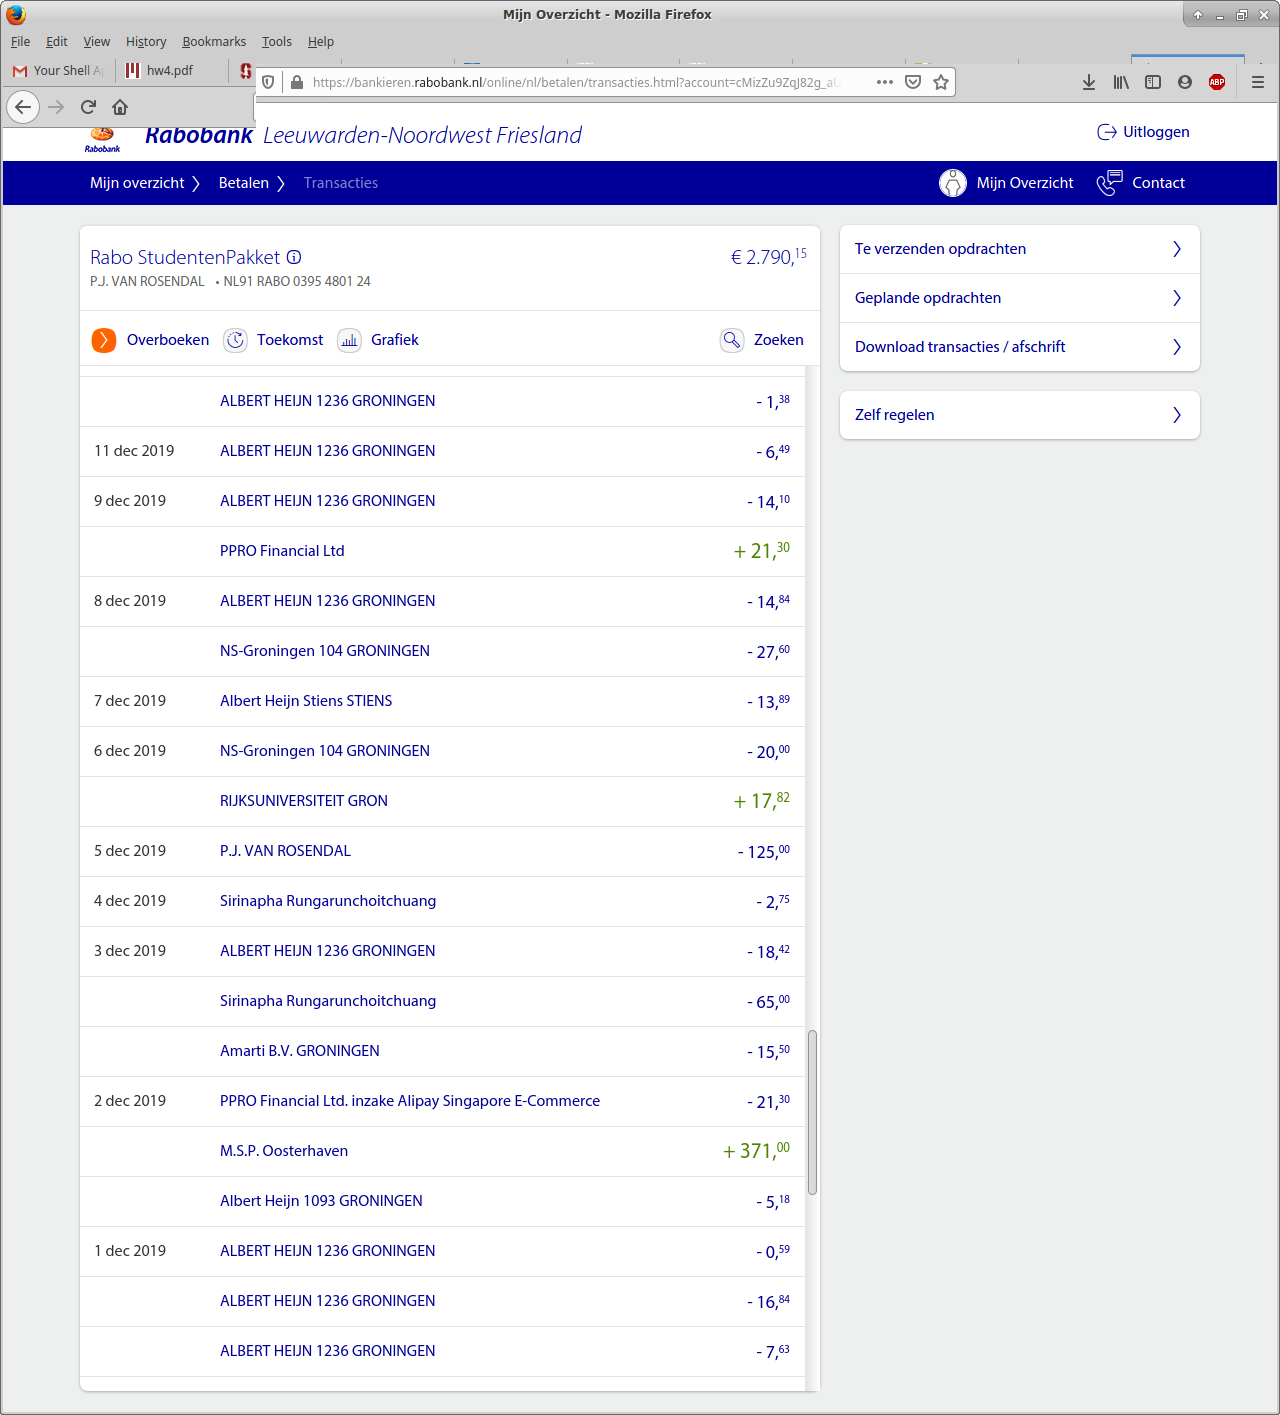 Mijn Overzicht - Mozilla Firefox
File Edit View History Bookmarks Tools Help
Your Shell hw4.pdf
https://bankieren.rabobank.nl/online/nl/betalen/transacties.html?account=cMizZu9ZqJ82g_
ABP
Rabobank
Rabobank Leeuwarden-Noordwest Friesland
Uitloggen
Mijn overzicht Betalen Transacties Mijn Overzicht Contact
Rabo StudentenPakket € 2.790,15
P.J. VAN ROSENDAL • NL91 RABO 0395 4801 24
Overboeken Toekomst Grafiek Zoeken
ALBERT HEIJN 1236 GRONINGEN - 1,38
11 dec 2019 ALBERT HEIJN 1236 GRONINGEN - 6,49
9 dec 2019 ALBERT HEIJN 1236 GRONINGEN - 14,10
PPRO Financial Ltd + 21,30
8 dec 2019 ALBERT HEIJN 1236 GRONINGEN - 14,84
NS-Groningen 104 GRONINGEN - 27,60
7 dec 2019 Albert Heijn Stiens STIENS - 13,89
6 dec 2019 NS-Groningen 104 GRONINGEN - 20,00
RIJKSUNIVERSITEIT GRON + 17,82
5 dec 2019 P.J. VAN ROSENDAL - 125,00
4 dec 2019 Sirinapha Rungarunchoitchuang - 2,75
3 dec 2019 ALBERT HEIJN 1236 GRONINGEN - 18,42
Sirinapha Rungarunchoitchuang - 65,00
Amarti B.V. GRONINGEN - 15,50
2 dec 2019 PPRO Financial Ltd. inzake Alipay Singapore E-Commerce - 21,30
M.S.P. Oosterhaven + 371,00
Albert Heijn 1093 GRONINGEN - 5,18
1 dec 2019 ALBERT HEIJN 1236 GRONINGEN - 0,59
ALBERT HEIJN 1236 GRONINGEN - 16,84
ALBERT HEIJN 1236 GRONINGEN - 7,63
Te verzenden opdrachten
Geplande opdrachten
Download transacties / afschrift
Zelf regelen